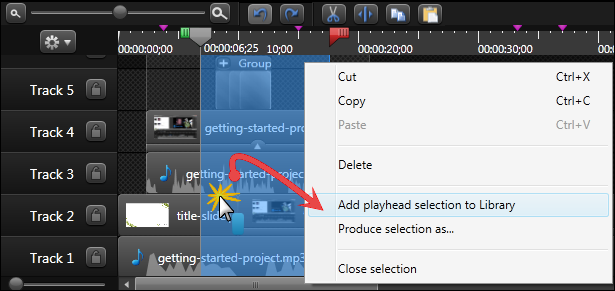 00:00:00;00 00:00:06;25 10;00 00:00:20;00 00:00:30;00
Track 5
Group
Track 4
getting-started-pro
Track 3
getting-started-project
Track 2
title-slid
Track 1
getting-started-project.mp3
Cut Ctrl+X
Copy Ctrl+C
Paste Ctrl+V
Delete
Add playhead selection to Library
Produce selection as...
Close selection